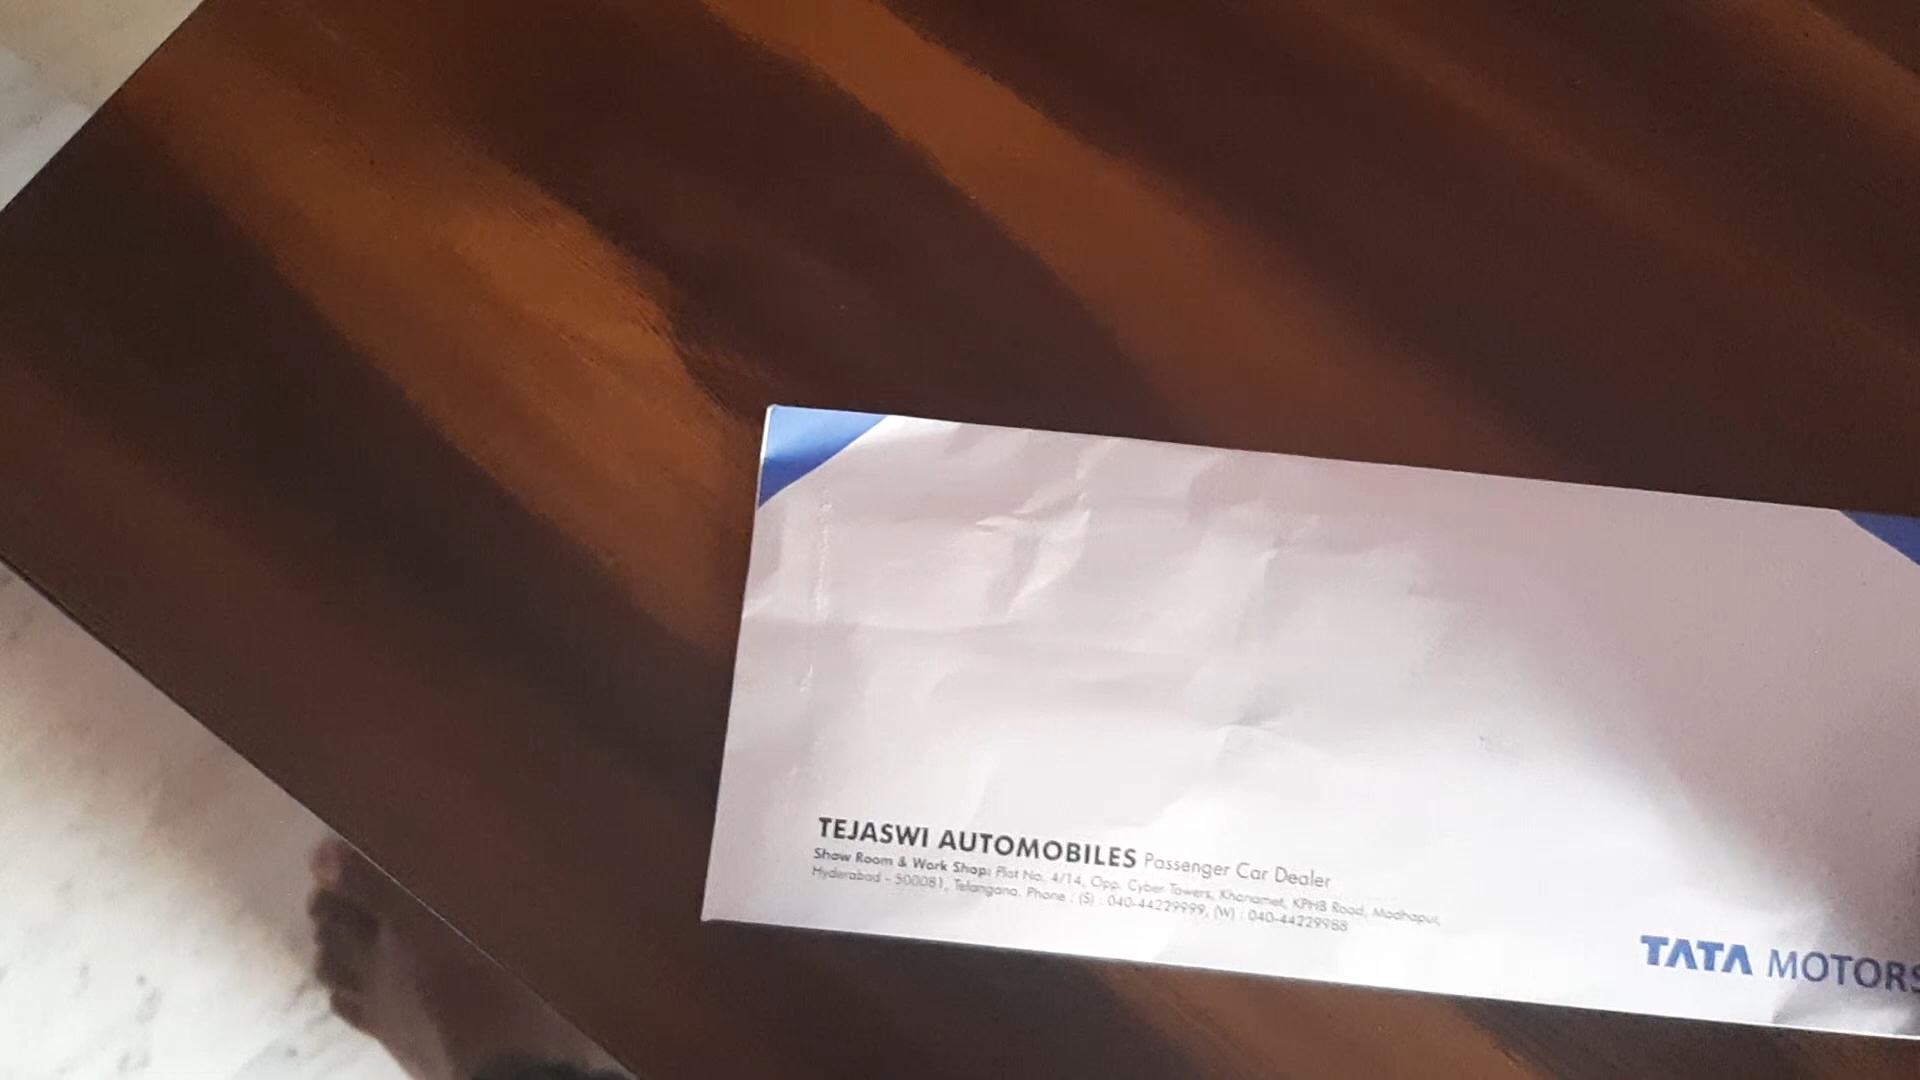 TEJASWI AUTOMOBILES Passenger Car Dealer
Show Room & Work Shop: Plot No. 4/14, Opp. Cyber Towers, Khanamet, KPHB Road, Madhapur,
Hyderabad - 500081, Telangana. Phone : (S) : 040-44229999, (W) : 040-44229988
TATA MOTORS